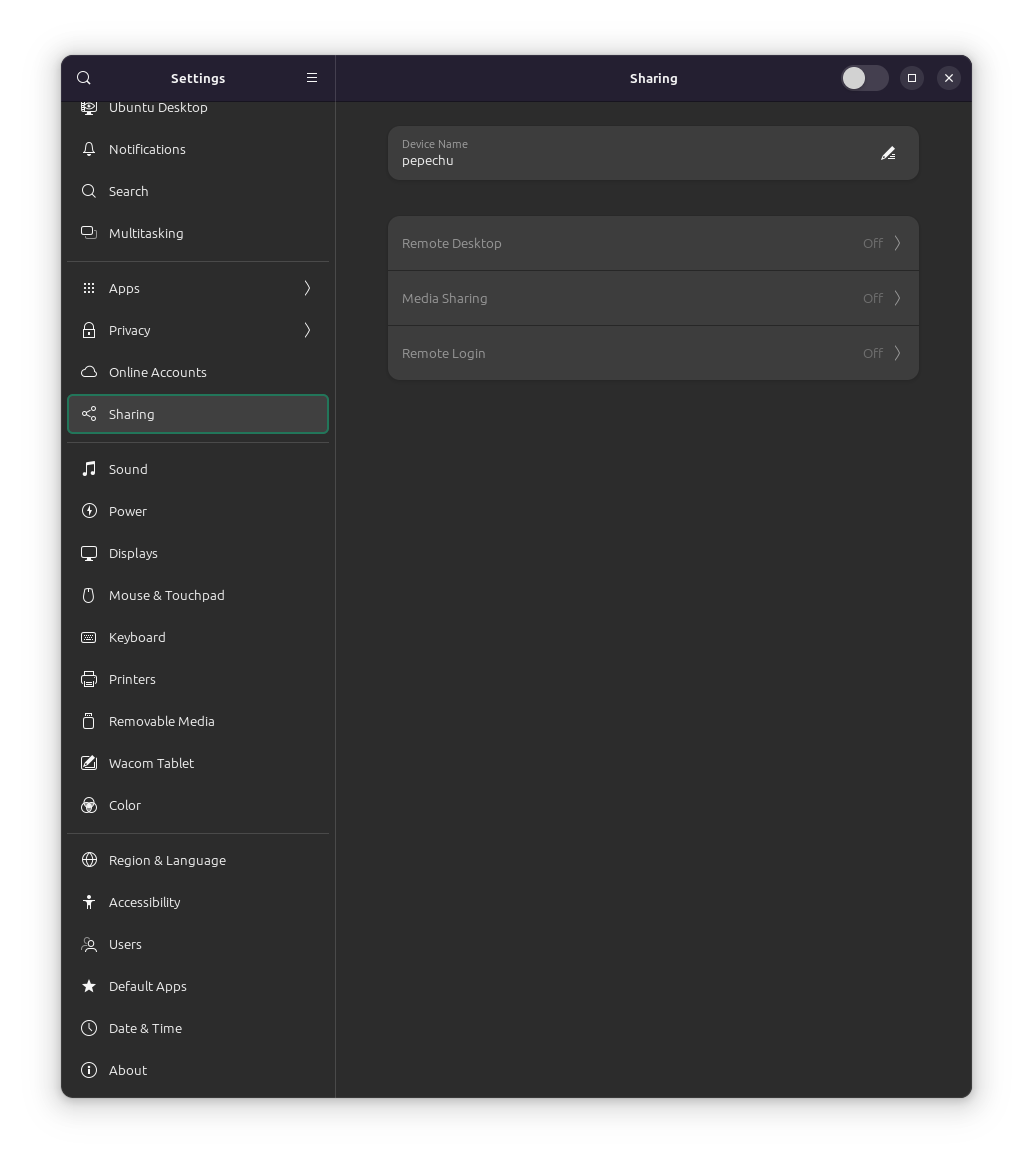 Settings
Ubuntu Desktop
Notifications
Search
Multitasking
Apps
Privacy
Online Accounts
Sharing
Sound
Power
Displays
Mouse & Touchpad
Keyboard
Printers
Removable Media
Wacom Tablet
Color
Region & Language
Accessibility
Users
Default Apps
Date & Time
About
Sharing
Device Name
pepechu
Remote Desktop Off
Media Sharing Off
Remote Login Off